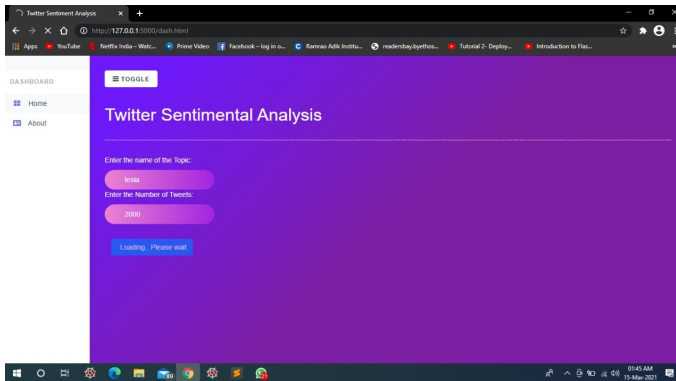 Twitter Sentiment Analysis
http://127.0.0.1:5000/dash.html
Apps YouTube Netflix India – Watc... Prime Video Facebook – log in o... Ramrao Adik Institu... readersbay.byethos... Tutorial 2- Deploy... Introduction to Flas...
DASHBOARD
Home
About
TOGGLE
Twitter Sentimental Analysis
Enter the name of the Topic:
tesla
Enter the Number of Tweets:
2000
Loading.. Please wait
89
01:45 AM
15-Mar-2021